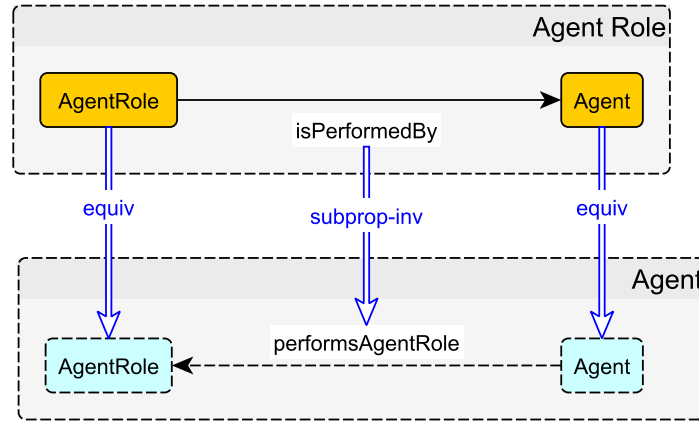 Agent Role
AgentRole
Agent
isPerformedBy
equiv
subprop-inv
equiv
Agent
performsAgentRole
AgentRole
Agent